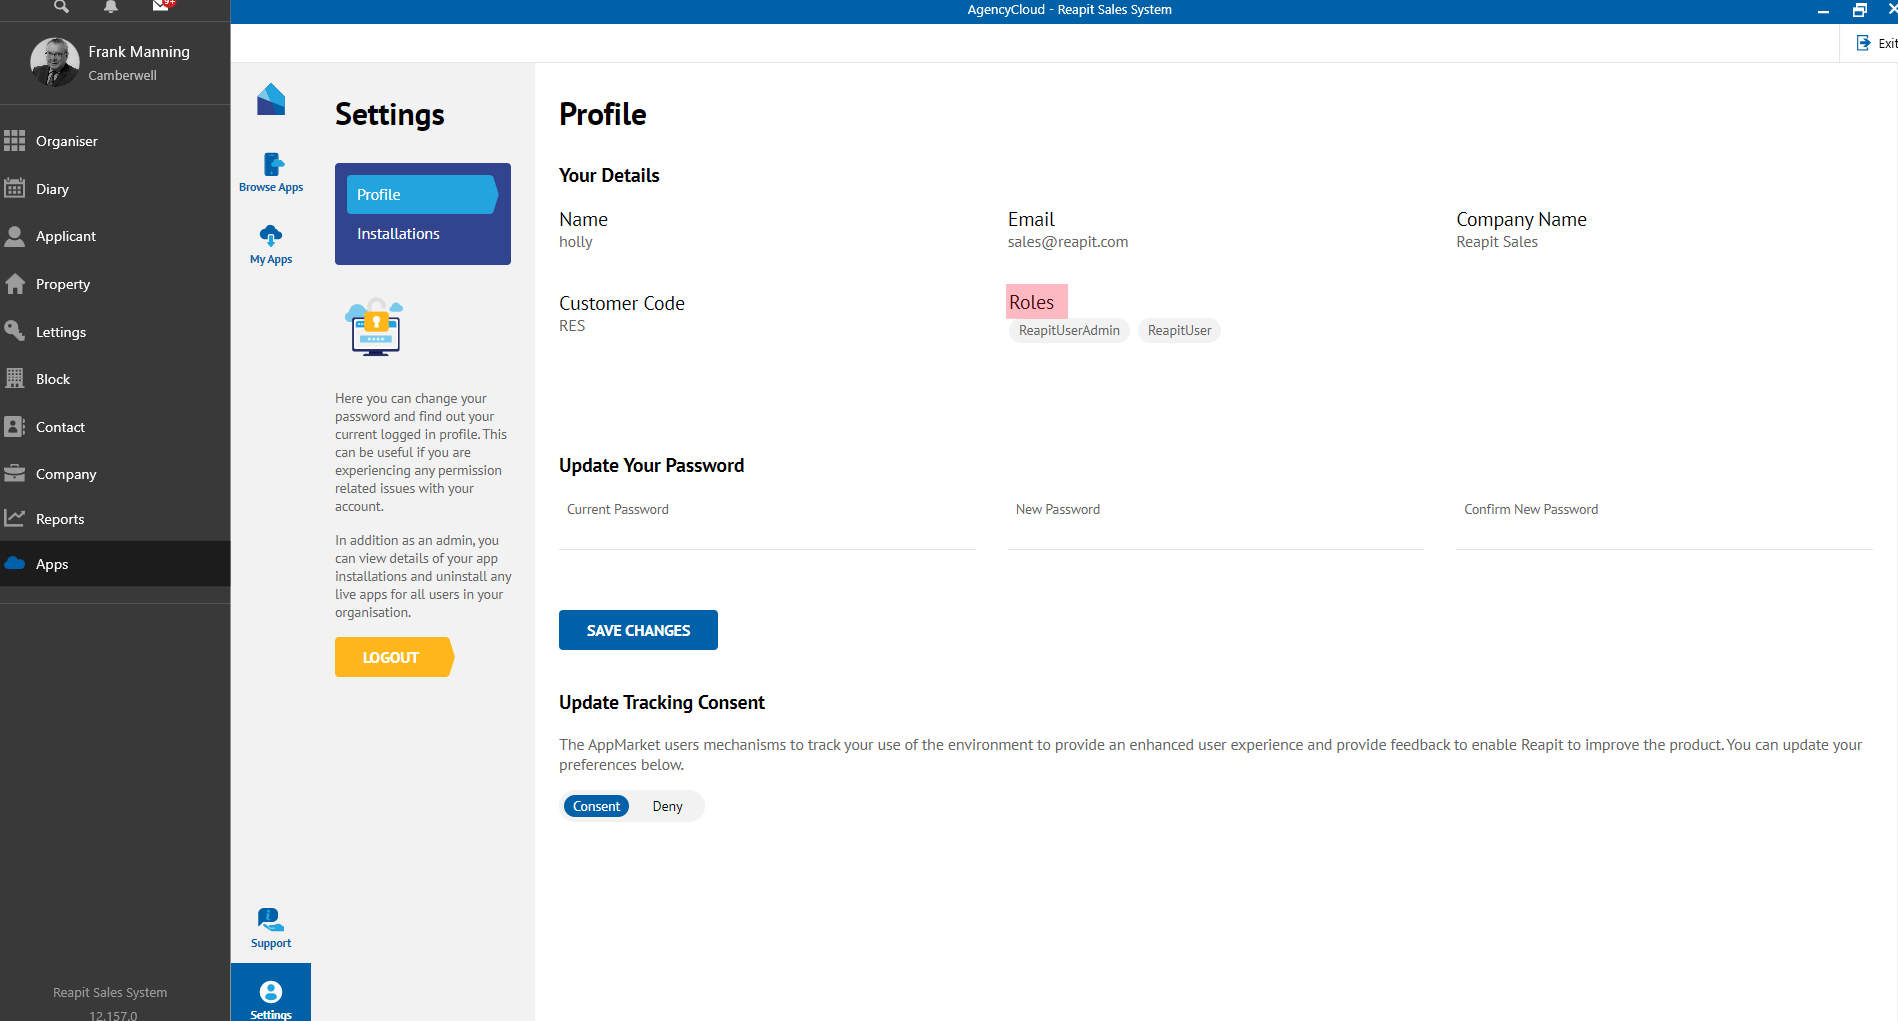 AgencyCloud - Reapit Sales System
9+
Exit
Frank Manning
Camberwell
Organiser
Diary
Applicant
Property
Lettings
Block
Contact
Company
Reports
Apps
Reapit Sales System
12.157.0
Browse Apps
My Apps
Support
Settings
Settings
Profile
Installations
Here you can change your
password and find out your
current logged in profile. This
can be useful if you are
experiencing any permission
related issues with your
account.
In addition as an admin, you
can view details of your app
installations and uninstall any
live apps for all users in your
organisation.
LOGOUT
Profile
Your Details
Name
holly
Email
sales@reapit.com
Company Name
Reapit Sales
Customer Code
RES
Roles
ReapitUserAdmin
ReapitUser
Update Your Password
Current Password
New Password
Confirm New Password
SAVE CHANGES
Update Tracking Consent
The AppMarket users mechanisms to track your use of the environment to provide an enhanced user experience and provide feedback to enable Reapit to improve the product. You can update your
preferences below.
Consent
Deny